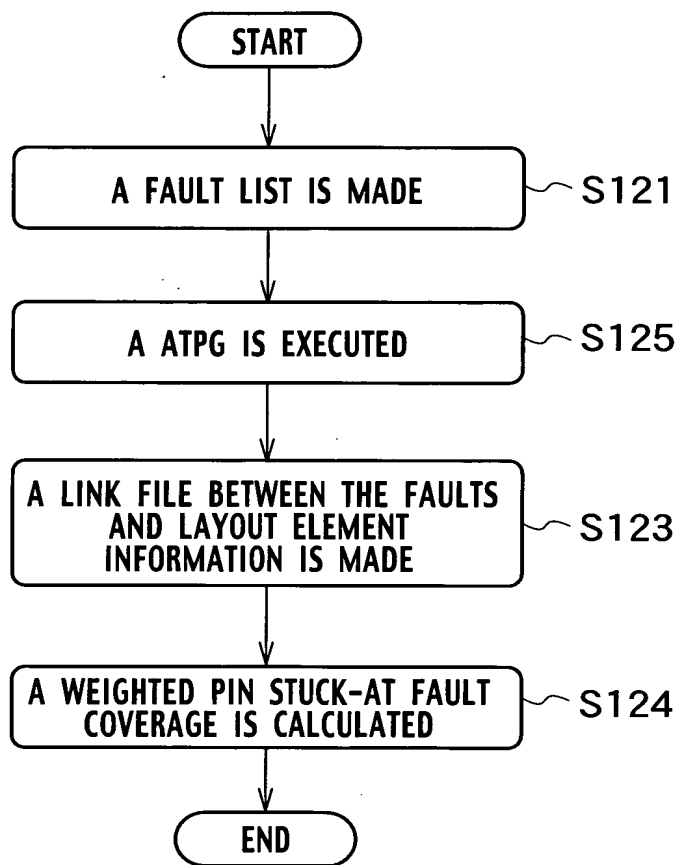 START
A FAULT LIST IS MADE
S121
A ATPG IS EXECUTED
S125
A LINK FILE BETWEEN THE FAULTS
AND LAYOUT ELEMENT
INFORMATION IS MADE
S123
A WEIGHTED PIN STUCK-AT FAULT
COVERAGE IS CALCULATED
S124
END